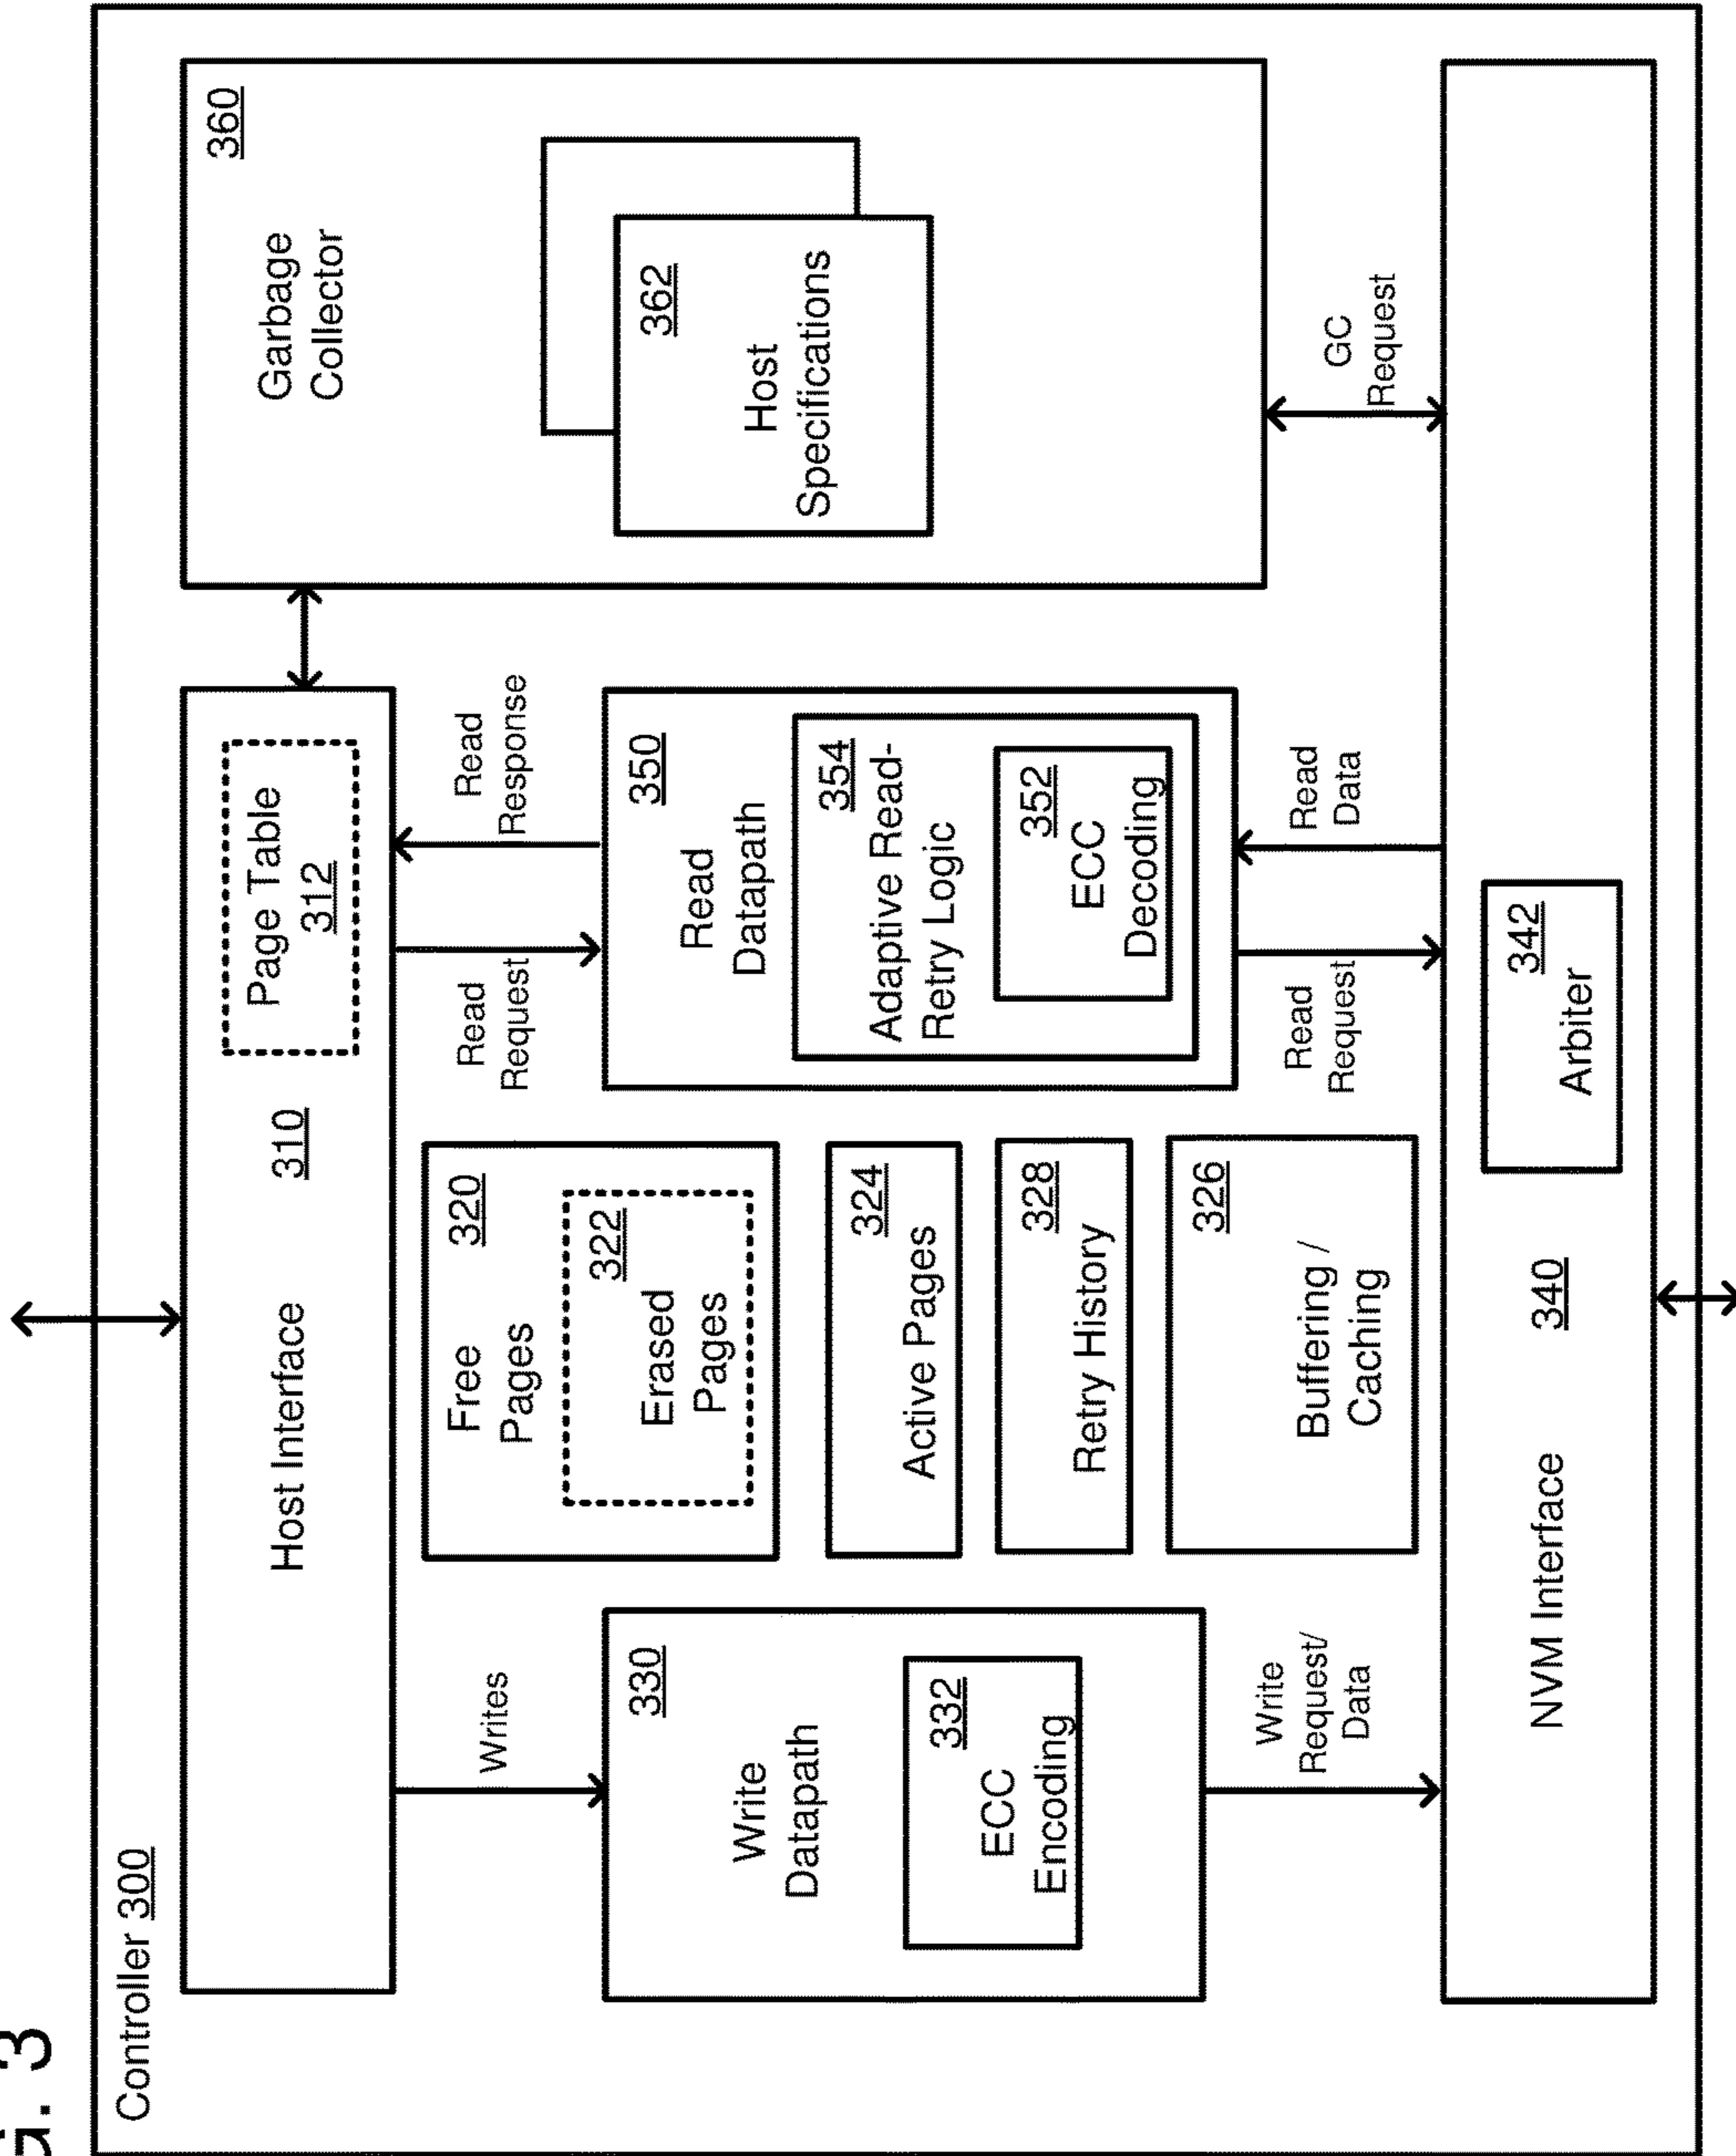 G. 3
Controller 300
Host Interface
310
Page Table
312
Writes
Read
Request
Read
Response
Write
Datapath
330
ECC
Encoding
332
Free
Pages
320
Erased
Pages
322
Active Pages
324
Retry History
328
Buffering /
Caching
326
Read
Datapath
350
Adaptive Read-
Retry Logic
354
ECC
Decoding
352
Garbage
Collector
360
Host
Specifications
362
Write
Request/
Data
Read
Request
Read
Data
GC
Request
NVM Interface
340
Arbiter
342